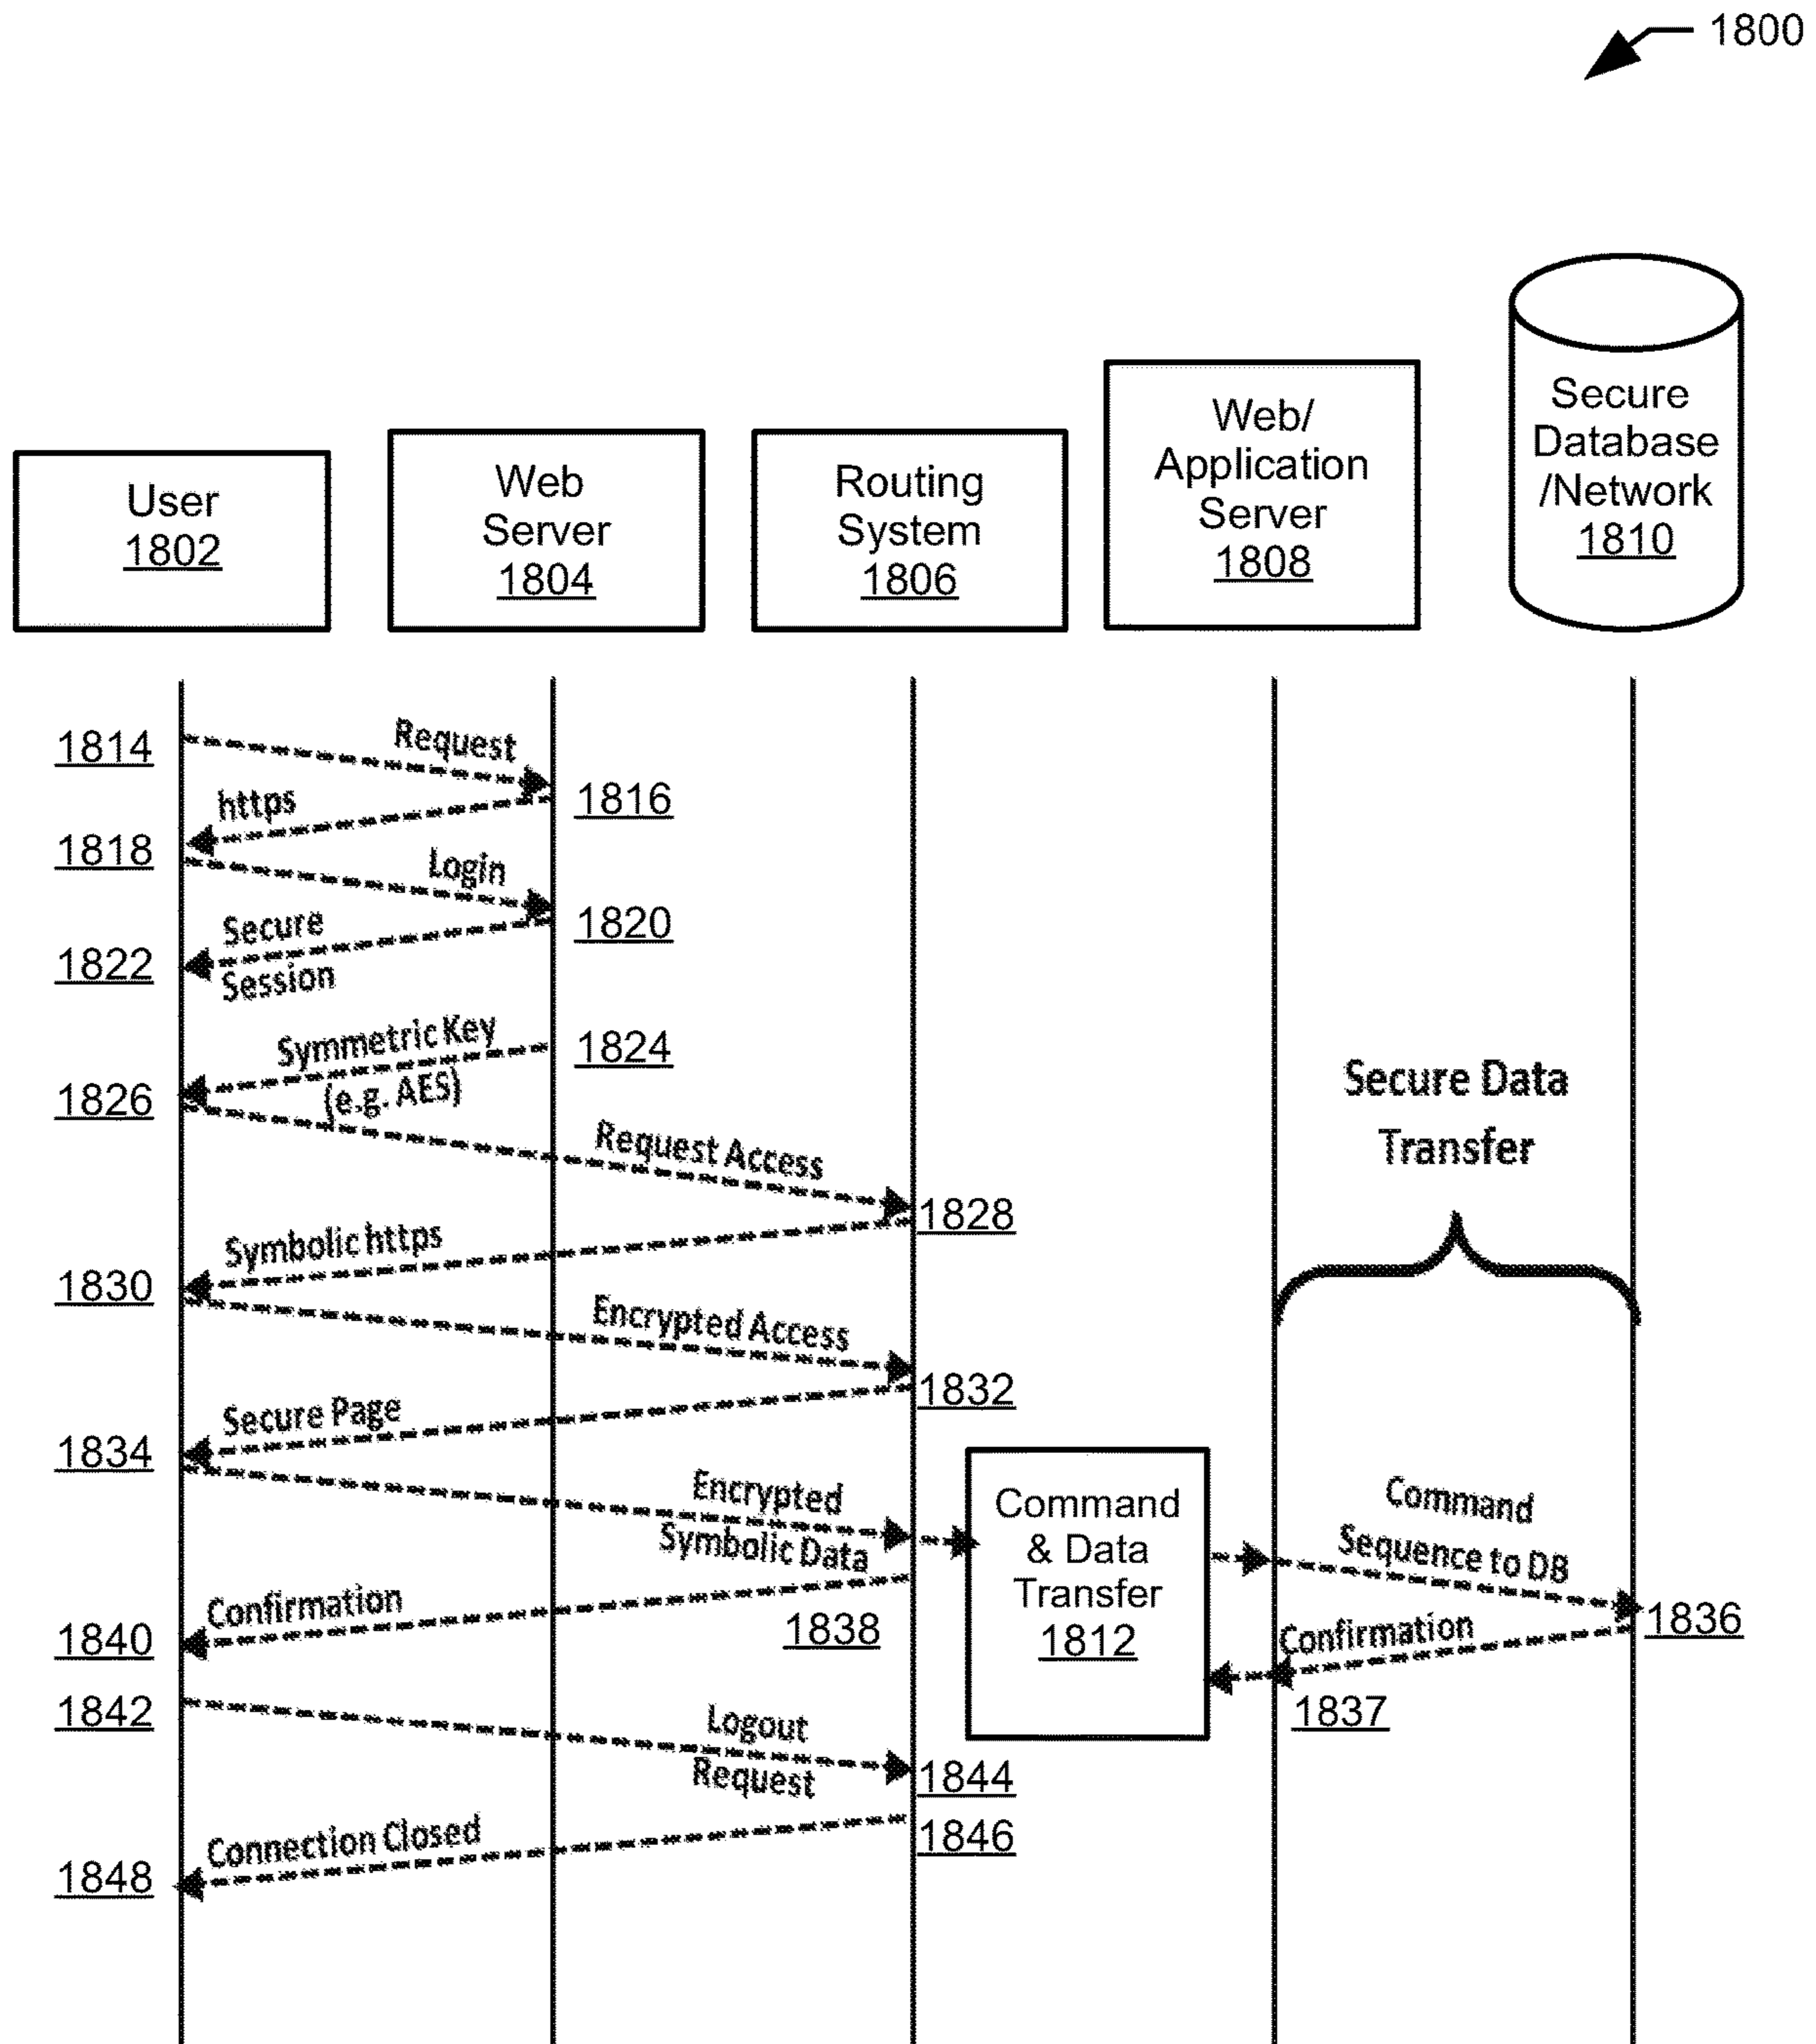 1800
User
1802
Web
Server
1804
Routing
System
1806
Web/
Application
Server
1808
Secure
Database
/Network
1810
1814
Request
https
1816
1818
Login
1820
Secure
Session
1822
Symmetric Key
(e.g. AES)
1824
1826
Request Access
1828
Symbolic https
1830
Encrypted Access
1832
Secure Page
1834
Encrypted
Symbolic Data
Command
& Data
Transfer
1812
Secure Data
Transfer
Command
Sequence to DB
1836
Confirmation
1837
Confirmation
1838
1840
1842
Logout
Request
1844
1846
Connection Closed
1848